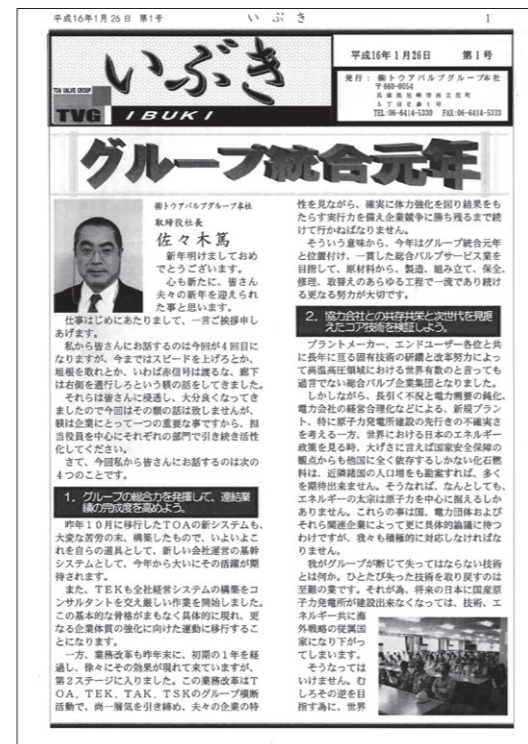 平成16年1月26日 第1号
いぶき
1
TOA VALVE GROUP
TVG
いぶき
IBUKI
平成16年1月26日 第1号
発行: ㈱トウアバルブグループ本社
〒660-0054
兵庫県尼崎市西立花町
5丁目2番1号
TEL:06-6414-5330 FAX:06-6414-5333
グループ統合元年
㈱トウアバルブグループ本社
取締役社長
佐々木篤
新年明けましておめ
でとうございます。
心も新たに、皆さん
夫々の新年を迎えられ
た事と思います。
仕事はじめにあたりまして、一言ご挨拶申し
あげます。
私から皆さんにお話するのは今回が4回目に
なりますが、今まではスピードを上げろとか、
垣根を取れとか、いわば赤信号は渡るな、廊下
は右側を通行しろという躾の話をしてきました。
それらは皆さんに浸透し、大分良くなってき
ましたので今回はその類の話は致しませんが、
躾は企業にとって一つの重要な事ですから、担
当役員を中心にそれぞれの部門で引き続き活性
化してください。
さて、今回私から皆さんにお話するのは次の
4つのことです。
1.グループの総合力を発揮して、連結業
績の完成度を高めよう。
昨年10月に移行したTOAの新システムも、
大変な苦労の末、構築したもので、いよいよこ
れを自らの道具として、新しい会社運営の基幹
システムとして、今年から大いにその活躍が期
待されます。
また、TEKも全社経営システムの構築をコ
ンサルタントを交え厳しい作業を開始しました。
この基本的な骨格がまもなく具体的に現れ、更
なる企業体質の強化に向けた運動に移行するこ
とになります。
一方、業務改革も昨年末に、初期の1年を経
過し、徐々にその効果が現れて来ていますが、
第2ステージに入りました。この業務改革はT
OA、TEK、TAK、TSKのグループ横断
活動で、尚一層気を引き締め、夫々の企業の特
性を見ながら、確実に体力強化を図り結果をも
たらす実行力を備え企業競争に勝ち残るまで続
けて行かねばなりません。
そういう意味から、今年はグループ統合元年
と位置付け、一貫した総合バルブサービス業を
目指して、原材料から、製造、組み立て、保全、
修理、取替えのあらゆる工程で一流であり続け
る更なる努力が大切です。
2.協力会社との共存共栄と次世代を見据
えたコア技術を検証しよう。
プラントメーカー、エンドユーザー各位と共
に長年に亘る固有技術の研鑽と改革努力によっ
て高温高圧領域における世界有数のと言っても
過言でない総合バルブ企業集団となりました。
しかしながら、長引く不況と電力需要の鈍化、
電力会社の経営合理化などによる、新規プラン
ト、特に原子力発電所建設の先行きの不確実さ
を考える一方、世界における日本のエネルギー
政策を見る時、大げさに言えば国家安全保障の
観点からも他国に全く依存するしかない化石燃
料は、近隣諸国の人口増をも勘案すれば、多く
を期待出来ません。そうなれば、なんとしても、
エネルギーの太宗は原子力を中心に据えるしか
ありません。これらの事は国、電力団体および
それら関連企業によって更に具体的論議に待つ
わけですが、我々も積極的に対応しなければな
りません。
我がグループが断じて失ってはならない技術
とは何か。ひとたび失った技術を取り戻すのは
至難の業です。それが為、将来の日本に国産原
子力発電所が建設出来なくなっては、技術、エ
ネルギー共に海
外戦略の従属国
家になり下がっ
てしまいます。
そうなっては
いけません。む
しろその逆を目
指す為に、世界